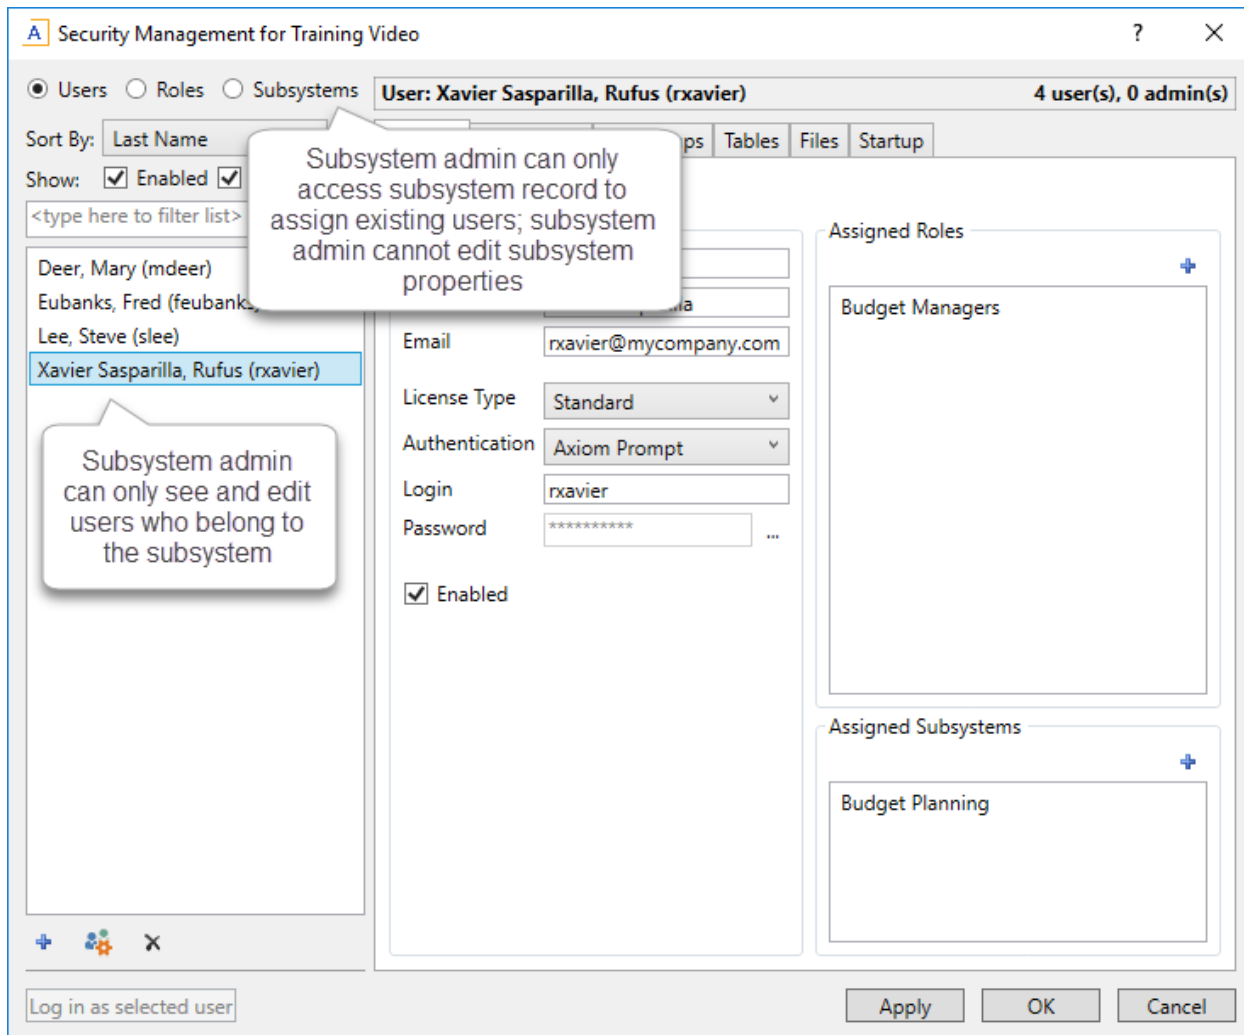 A Security Management for Training Video ?
Users Roles Subsystems
User: Xavier Sasparilla, Rufus (rxavier) 4 user(s), 0 admin(s)
Sort By: Last Name
Tables Files Startup
Show: Enabled
<type here to filter list>
Subsystem admin can only
access subsystem record to
assign existing users; subsystem
admin cannot edit subsystem
properties
Deer, Mary (mdeer)
Eubanks, Fred (feubanks)
Lee, Steve (slee)
Xavier Sasparilla, Rufus (rxavier)
Subsystem admin
can only see and edit
users who belong to
the subsystem
Email rxavier@mycompany.com
License Type Standard
Authentication Axiom Prompt
Login rxavier
Password ********** ...
Enabled
Assigned Roles
Budget Managers
Assigned Subsystems
Budget Planning
Log in as selected user
Apply OK Cancel